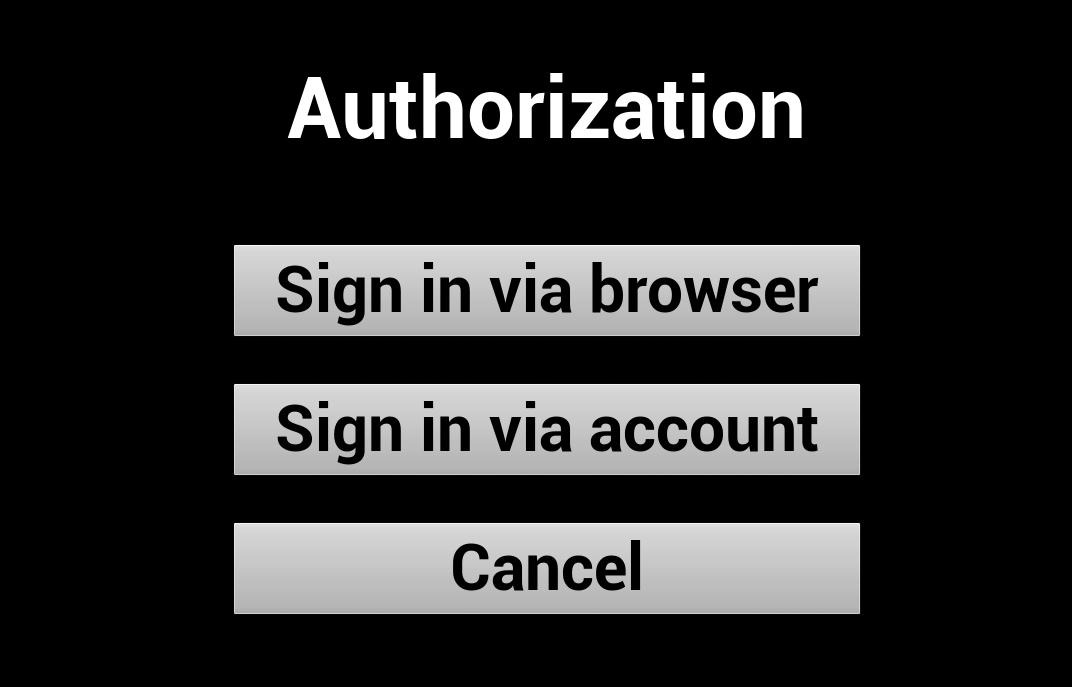 Authorization
Sign in via browser
Sign in via account
Cancel